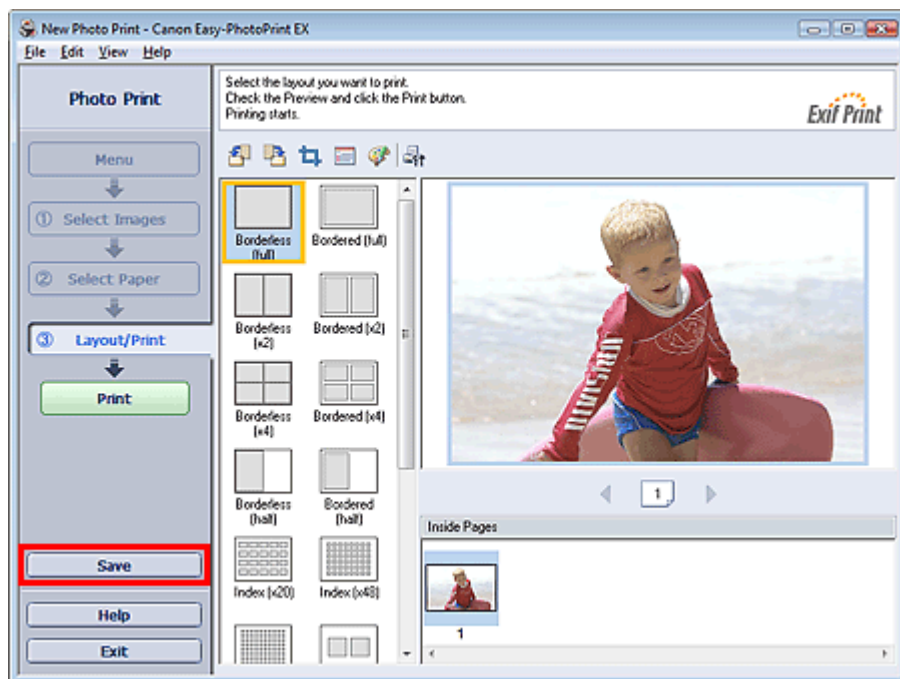 New Photo Print - Canon Easy-PhotoPrint EX
File Edit View Help
Photo Print
Select the layout you want to print.
Check the Preview and click the Print button.
Printing starts.
Exif Print
Menu
① Select Images
② Select Paper
③ Layout/Print
Print
Save
Help
Exit
Borderless
(full)
Bordered (full)
Borderless
(x2)
Bordered (x2)
Borderless
(x4)
Bordered (x4)
Borderless
(half)
Bordered
(half)
Index (x20)
Index (x48)
1
Inside Pages
1